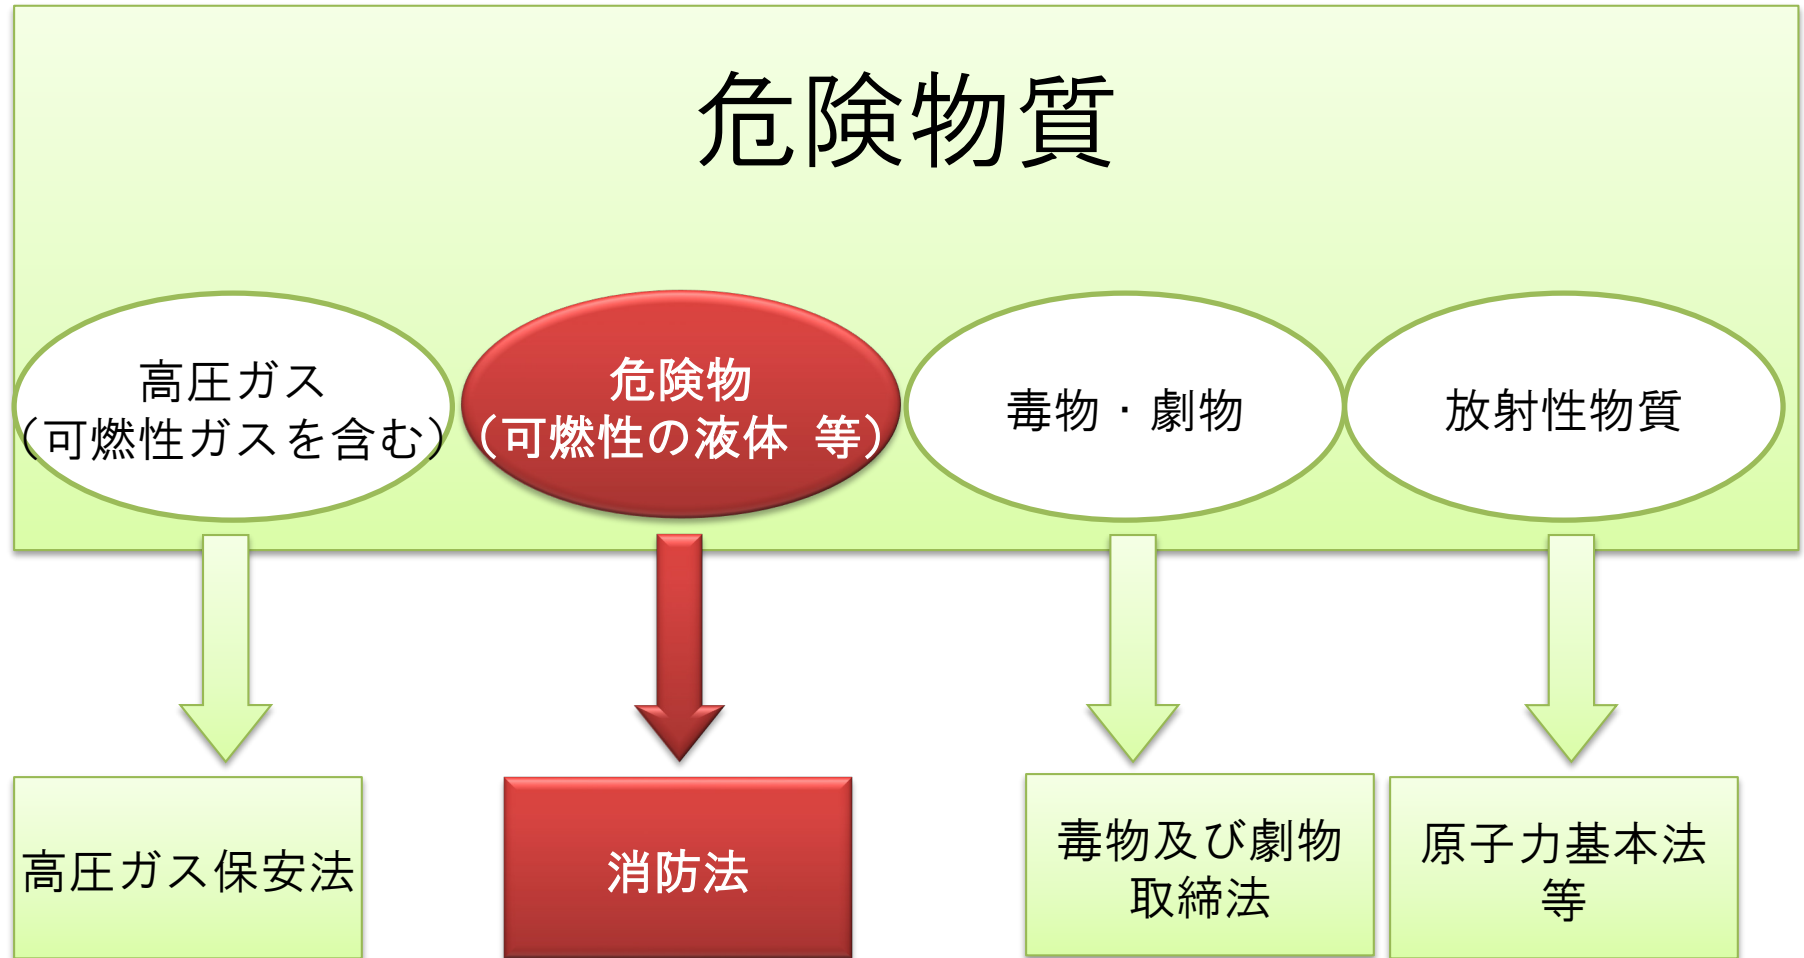 危険物質
高圧ガス
（可燃性ガスを含む）
危険物
（可燃性の液体 等）
毒物・劇物
放射性物質
高圧ガス保安法
消防法
毒物及び劇物
取締法
原子力基本法
等